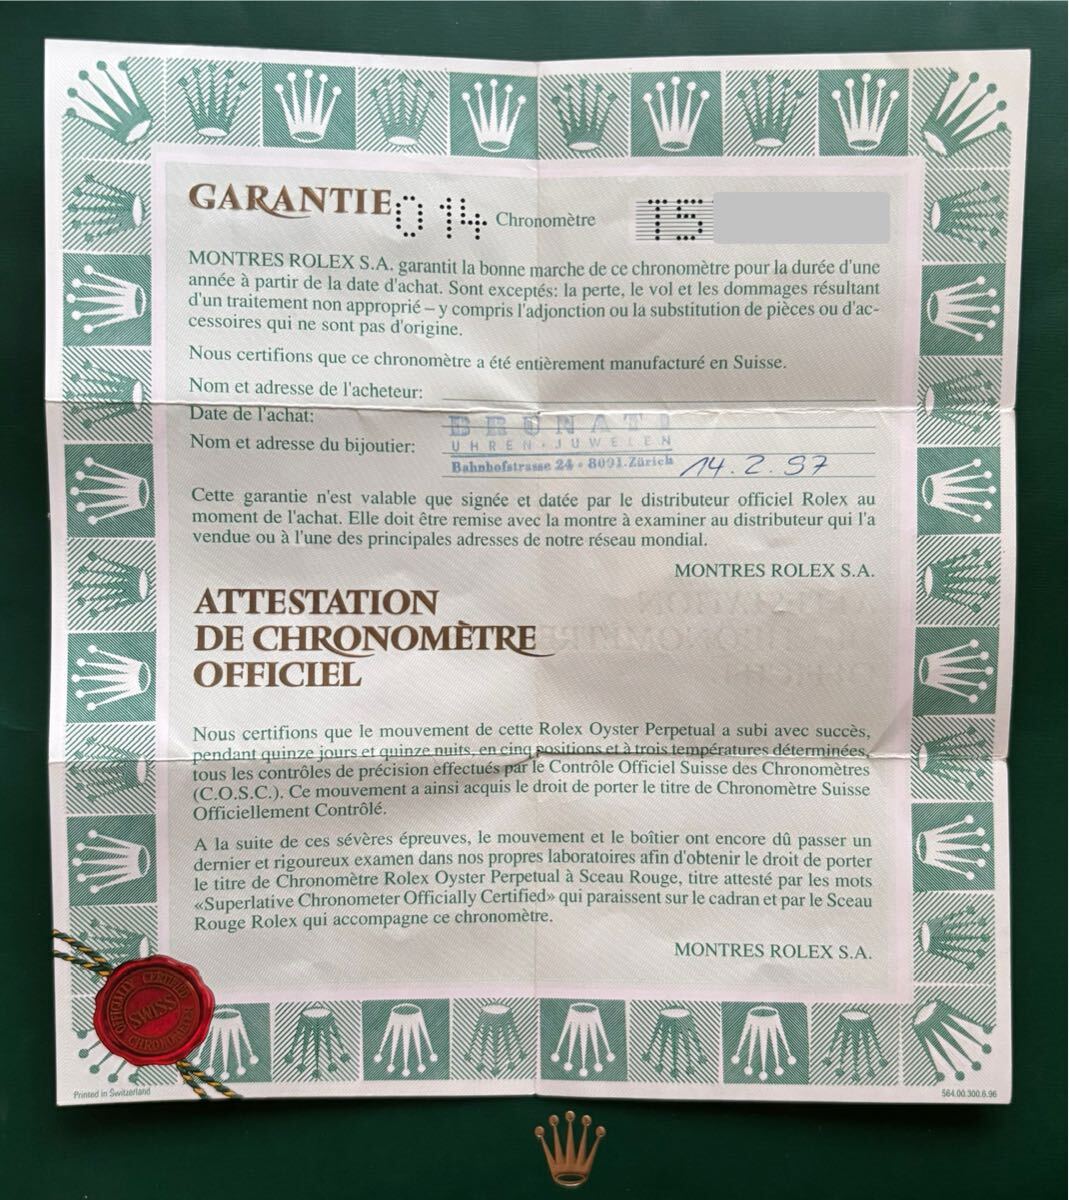 GARANTIE 014 Chronomètre T5
MONTRES ROLEX S.A. garantit la bonne marche de ce chronomètre pour la durée d'une
année à partir de la date d'achat. Sont exceptés: la perte, le vol et les dommages résultant
d'un traitement non approprié – y compris l'adjonction ou la substitution de pièces ou d'ac-
cessoires qui ne sont pas d'origine.
Nous certifions que ce chronomètre a été entièrement manufacturé en Suisse.
Nom et adresse de l'acheteur:
Date de l'achat:
BRUNATI
Nom et adresse du bijoutier:
UHREN - JUWELEN
Bahnhofstrasse 24 - 8001 Zürich 14.2.97
Cette garantie n'est valable que signée et datée par le distributeur officiel Rolex au
moment de l'achat. Elle doit être remise avec la montre à examiner au distributeur qui l'a
vendue ou à l'une des principales adresses de notre réseau mondial.
MONTRES ROLEX S.A.
ATTESTATION
DE CHRONOMÈTRE
OFFICIEL
Nous certifions que le mouvement de cette Rolex Oyster Perpetual a subi avec succès,
pendant quinze jours et quinze nuits, en cinq positions et à trois températures déterminées,
tous les contrôles de précision effectués par le Contrôle Officiel Suisse des Chronomètres
(C.O.S.C.). Ce mouvement a ainsi acquis le droit de porter le titre de Chronomètre Suisse
Officiellement Contrôlé.
A la suite de ces sévères épreuves, le mouvement et le boîtier ont encore dû passer un
dernier et rigoureux examen dans nos propres laboratoires afin d'obtenir le droit de porter
le titre de Chronomètre Rolex Oyster Perpetual à Sceau Rouge, titre attesté par les mots
«Superlative Chronometer Officially Certified» qui paraissent sur le cadran et par le Sceau
Rouge Rolex qui accompagne ce chronomètre.
MONTRES ROLEX S.A.
OFFICIALLY CERTIFIED
SWISS
CHRONOMETER
Printed in Switzerland
564.00.300.6.96